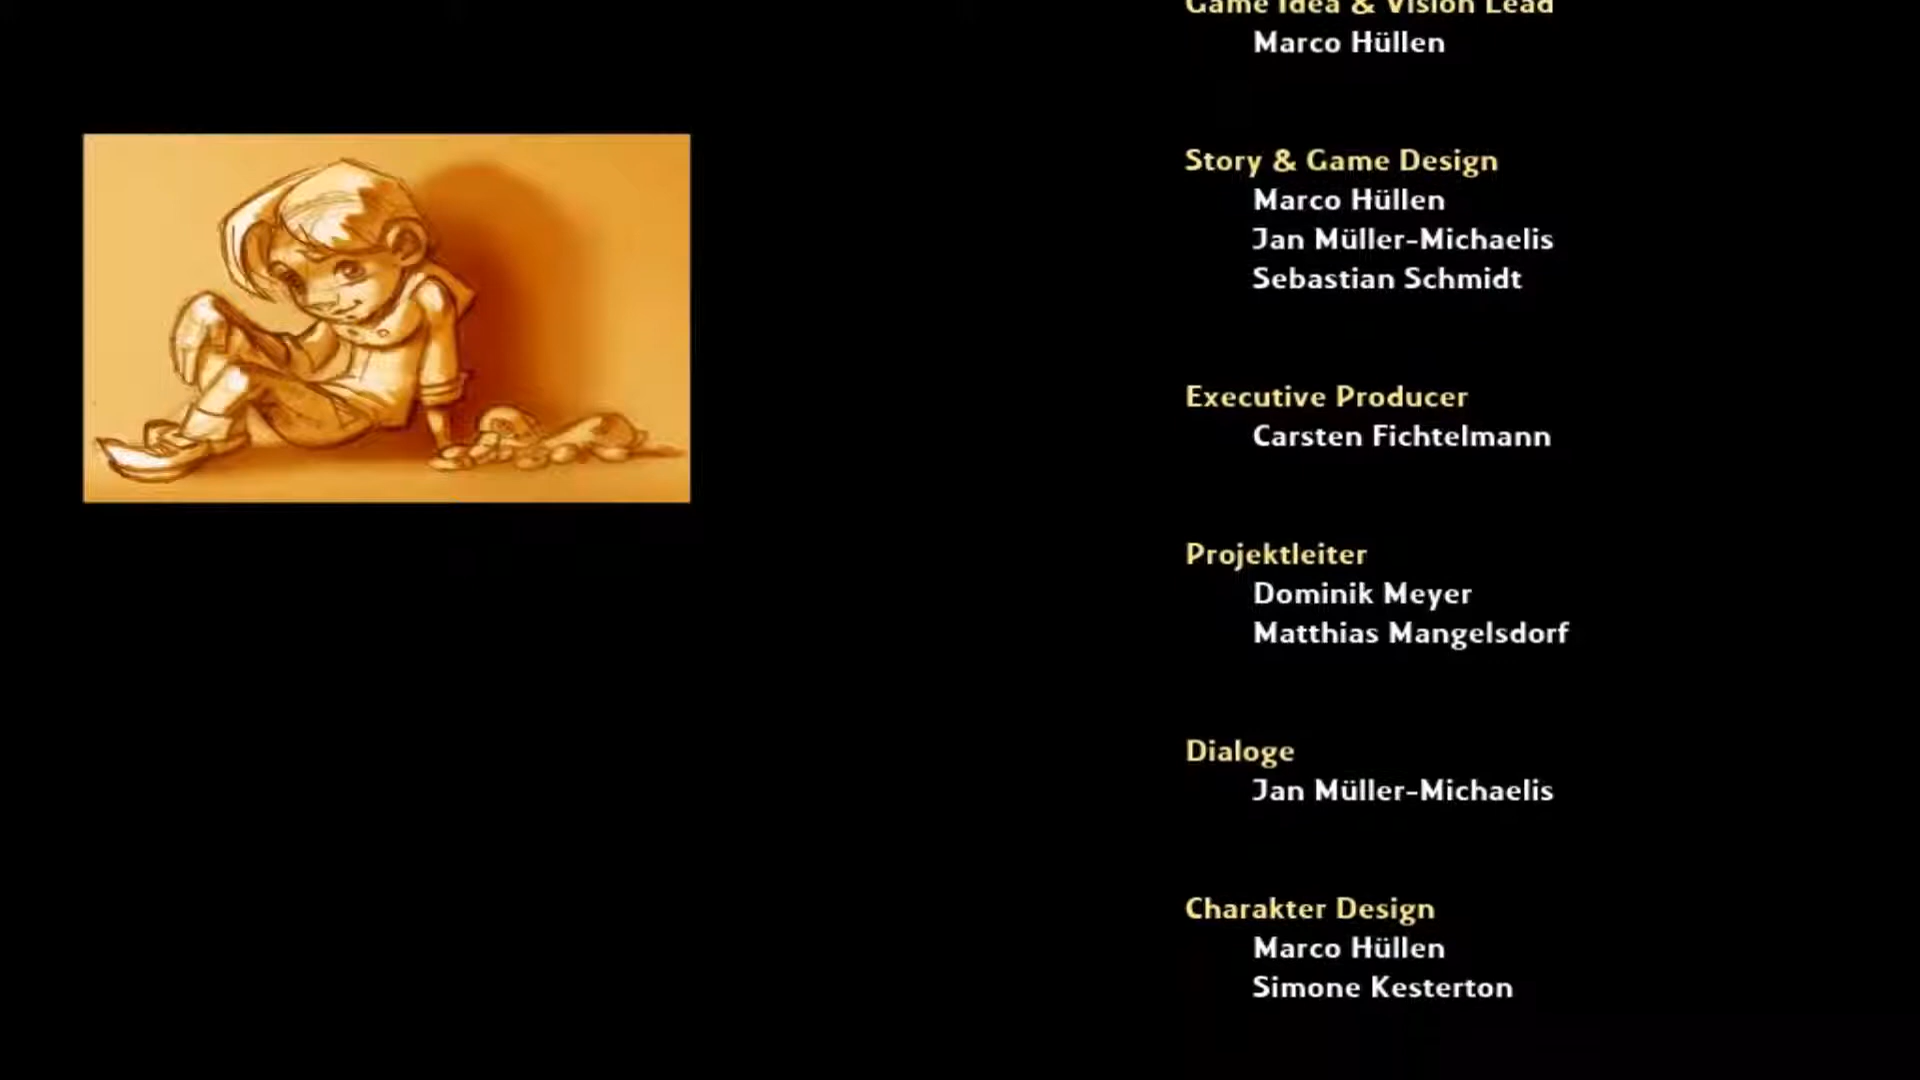 Game Idea & Vision Lead
Marco Hüllen
Story & Game Design
Marco Hüllen
Jan Müller-Michaelis
Sebastian Schmidt
Executive Producer
Carsten Fichtelmann
Projektleiter
Dominik Meyer
Matthias Mangelsdorf
Dialoge
Jan Müller-Michaelis
Charakter Design
Marco Hüllen
Simone Kesterton